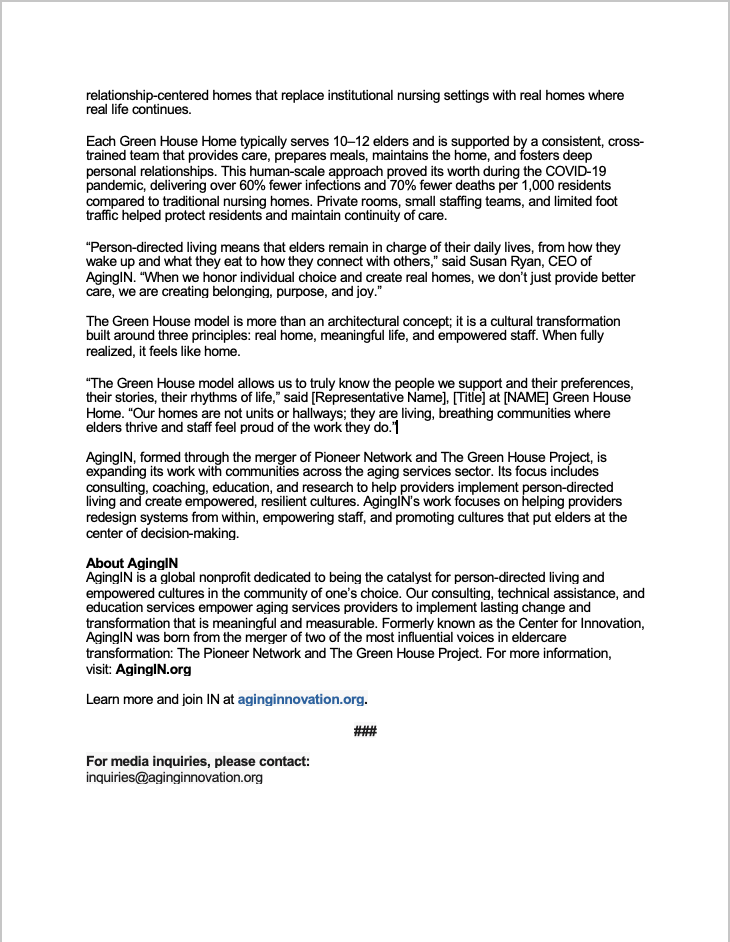 relationship-centered homes that replace institutional nursing settings with real homes where
real life continues.
Each Green House Home typically serves 10–12 elders and is supported by a consistent, cross-
trained team that provides care, prepares meals, maintains the home, and fosters deep
personal relationships. This human-scale approach proved its worth during the COVID-19
pandemic, delivering over 60% fewer infections and 70% fewer deaths per 1,000 residents
compared to traditional nursing homes. Private rooms, small staffing teams, and limited foot
traffic helped protect residents and maintain continuity of care.
“Person-directed living means that elders remain in charge of their daily lives, from how they
wake up and what they eat to how they connect with others,” said Susan Ryan, CEO of
AgingIN. “When we honor individual choice and create real homes, we don’t just provide better
care, we are creating belonging, purpose, and joy.”
The Green House model is more than an architectural concept; it is a cultural transformation
built around three principles: real home, meaningful life, and empowered staff. When fully
realized, it feels like home.
“The Green House model allows us to truly know the people we support and their preferences,
their stories, their rhythms of life,” said [Representative Name], [Title] at [NAME] Green House
Home. “Our homes are not units or hallways; they are living, breathing communities where
elders thrive and staff feel proud of the work they do.”
AgingIN, formed through the merger of Pioneer Network and The Green House Project, is
expanding its work with communities across the aging services sector. Its focus includes
consulting, coaching, education, and research to help providers implement person-directed
living and create empowered, resilient cultures. AgingIN’s work focuses on helping providers
redesign systems from within, empowering staff, and promoting cultures that put elders at the
center of decision-making.
About AgingIN
AgingIN is a global nonprofit dedicated to being the catalyst for person-directed living and
empowered cultures in the community of one’s choice. Our consulting, technical assistance, and
education services empower aging services providers to implement lasting change and
transformation that is meaningful and measurable. Formerly known as the Center for Innovation,
AgingIN was born from the merger of two of the most influential voices in eldercare
transformation: The Pioneer Network and The Green House Project. For more information,
visit: AgingIN.org
Learn more and join IN at aginginnovation.org.
###
For media inquiries, please contact:
inquiries@aginginnovation.org